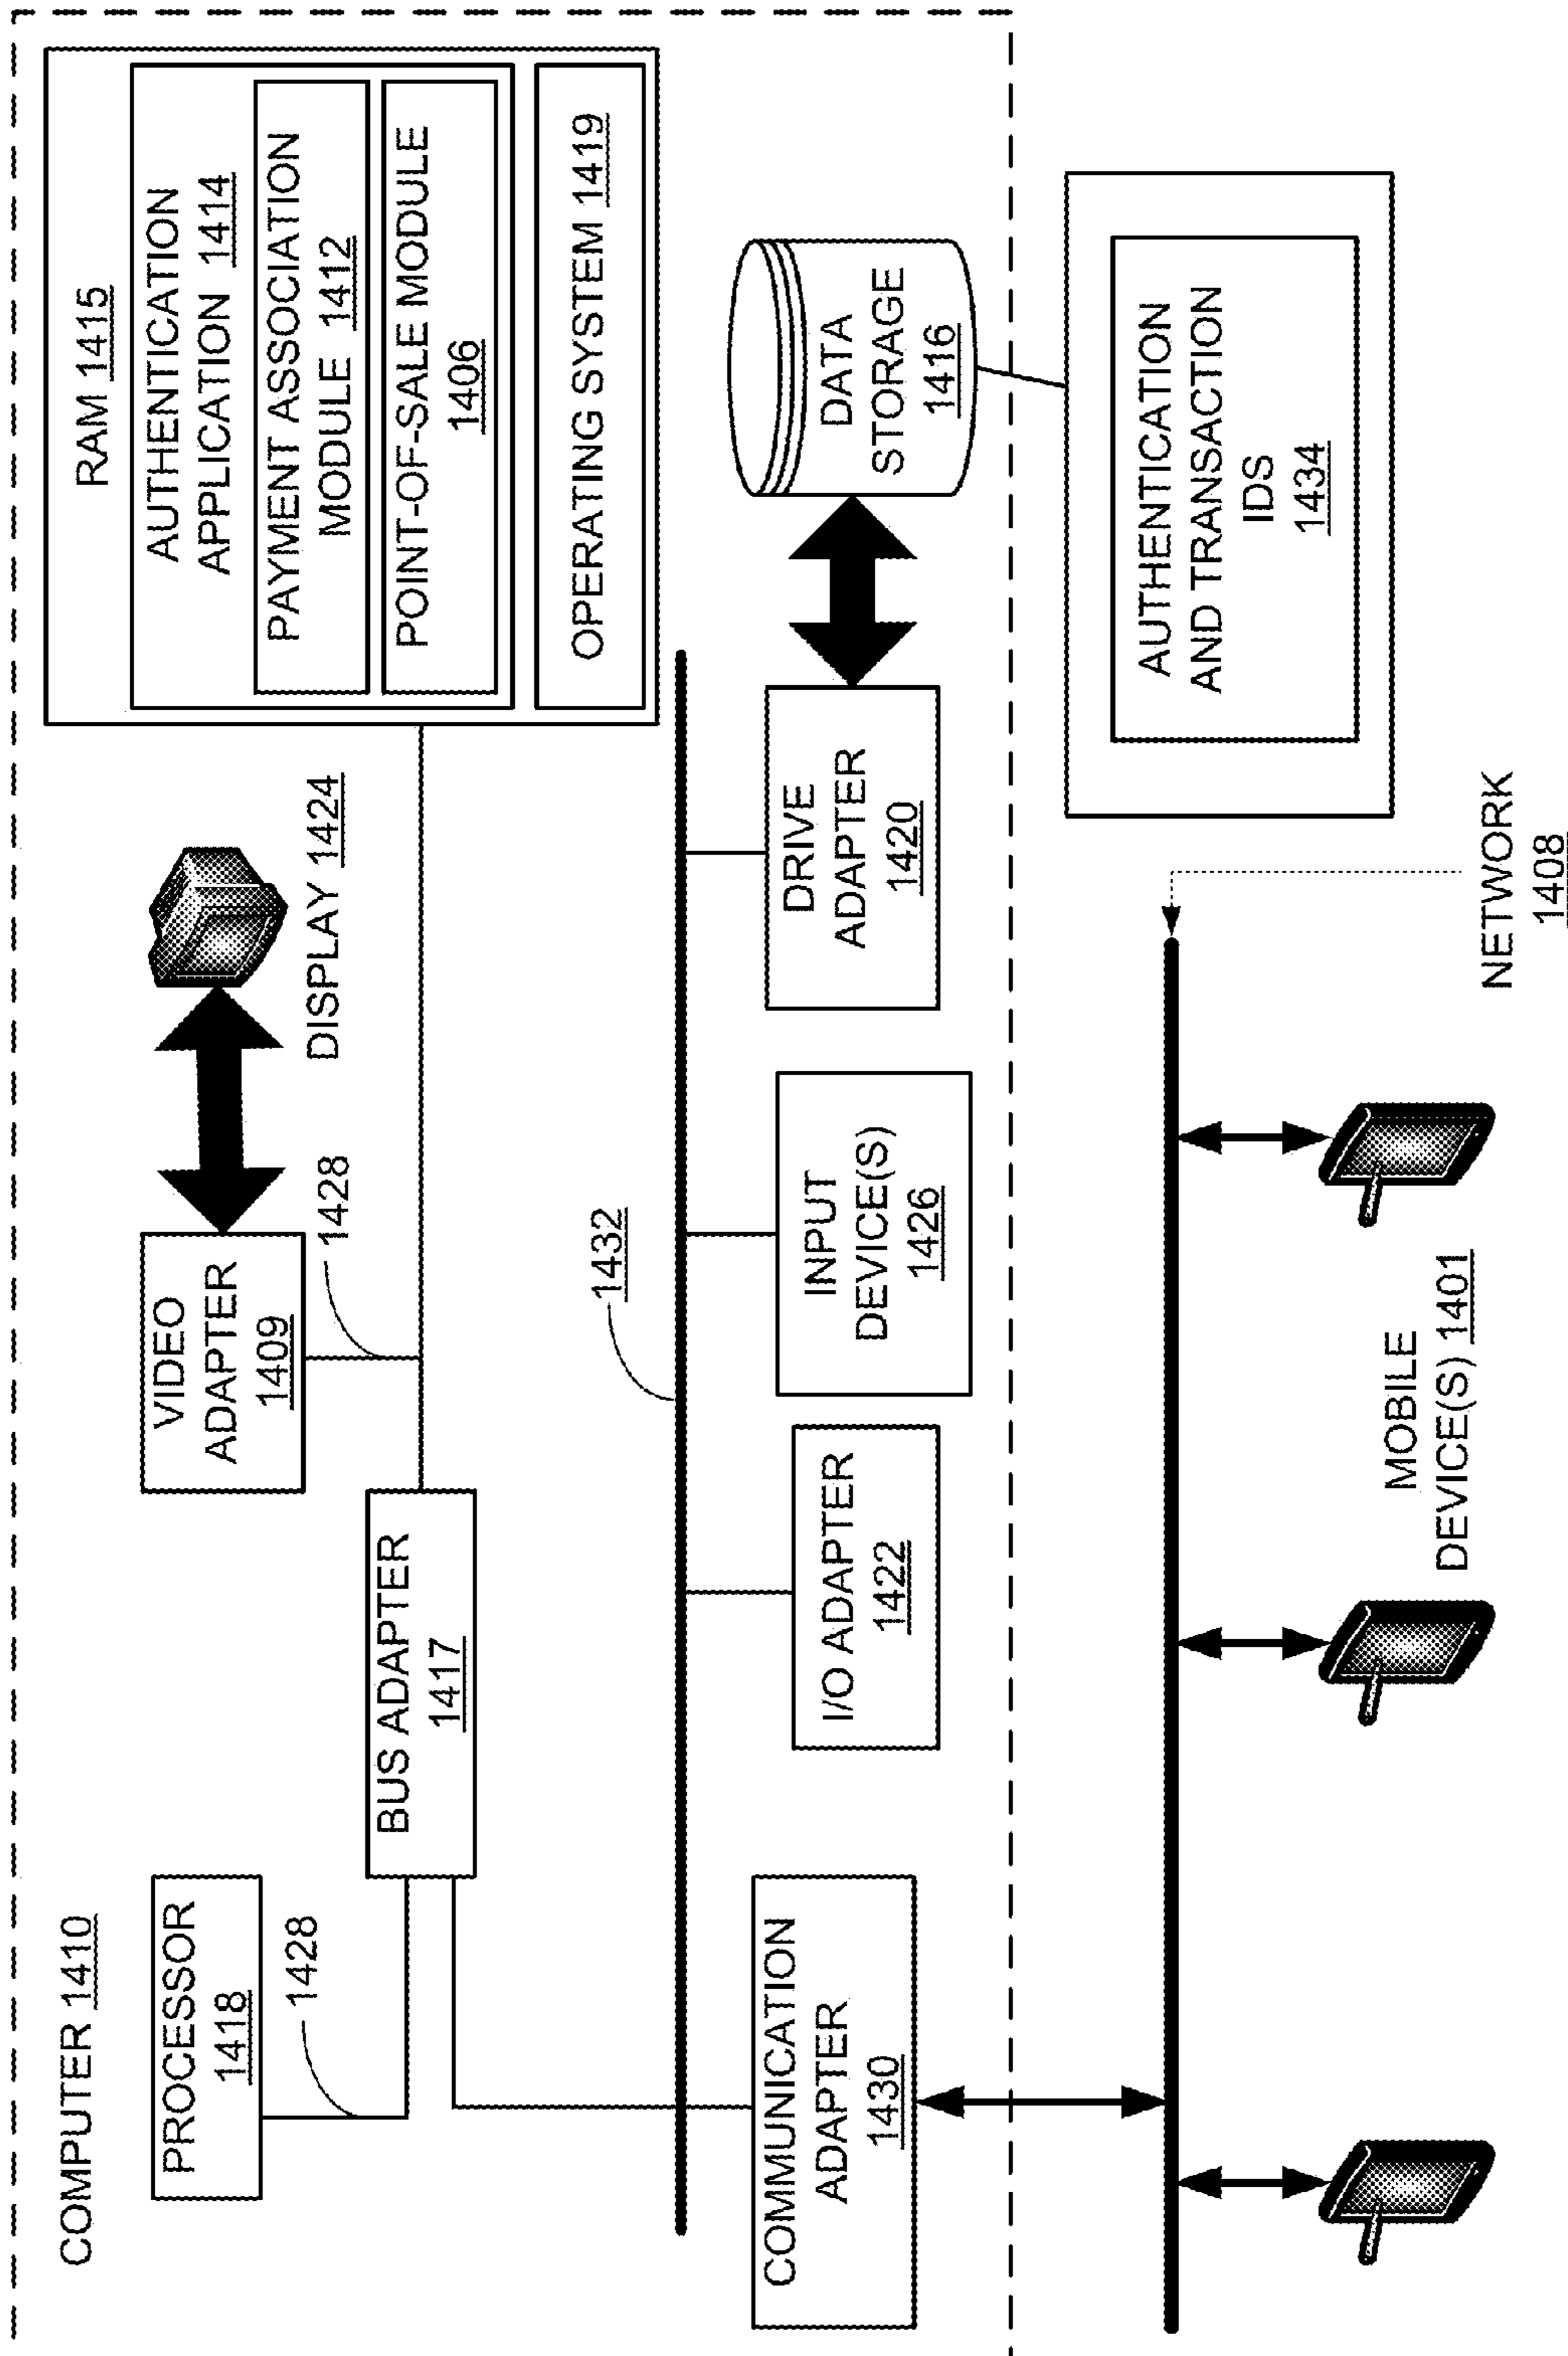 COMPUTER 1410
PROCESSOR
1418
1428
BUS ADAPTER
1417
VIDEO
ADAPTER
1409
1428
DISPLAY 1424
RAM 1415
AUTHENTICATION
APPLICATION 1414
PAYMENT ASSOCIATION
MODULE 1412
POINT-OF-SALE MODULE
1406
OPERATING SYSTEM 1419
1432
COMMUNICATION
ADAPTER
1430
I/O ADAPTER
1422
INPUT
DEVICE(S)
1426
DRIVE
ADAPTER
1420
DATA
STORAGE
1416
AUTHENTICATION
AND TRANSACTION
IDS
1434
MOBILE
DEVICE(S) 1401
NETWORK
1408